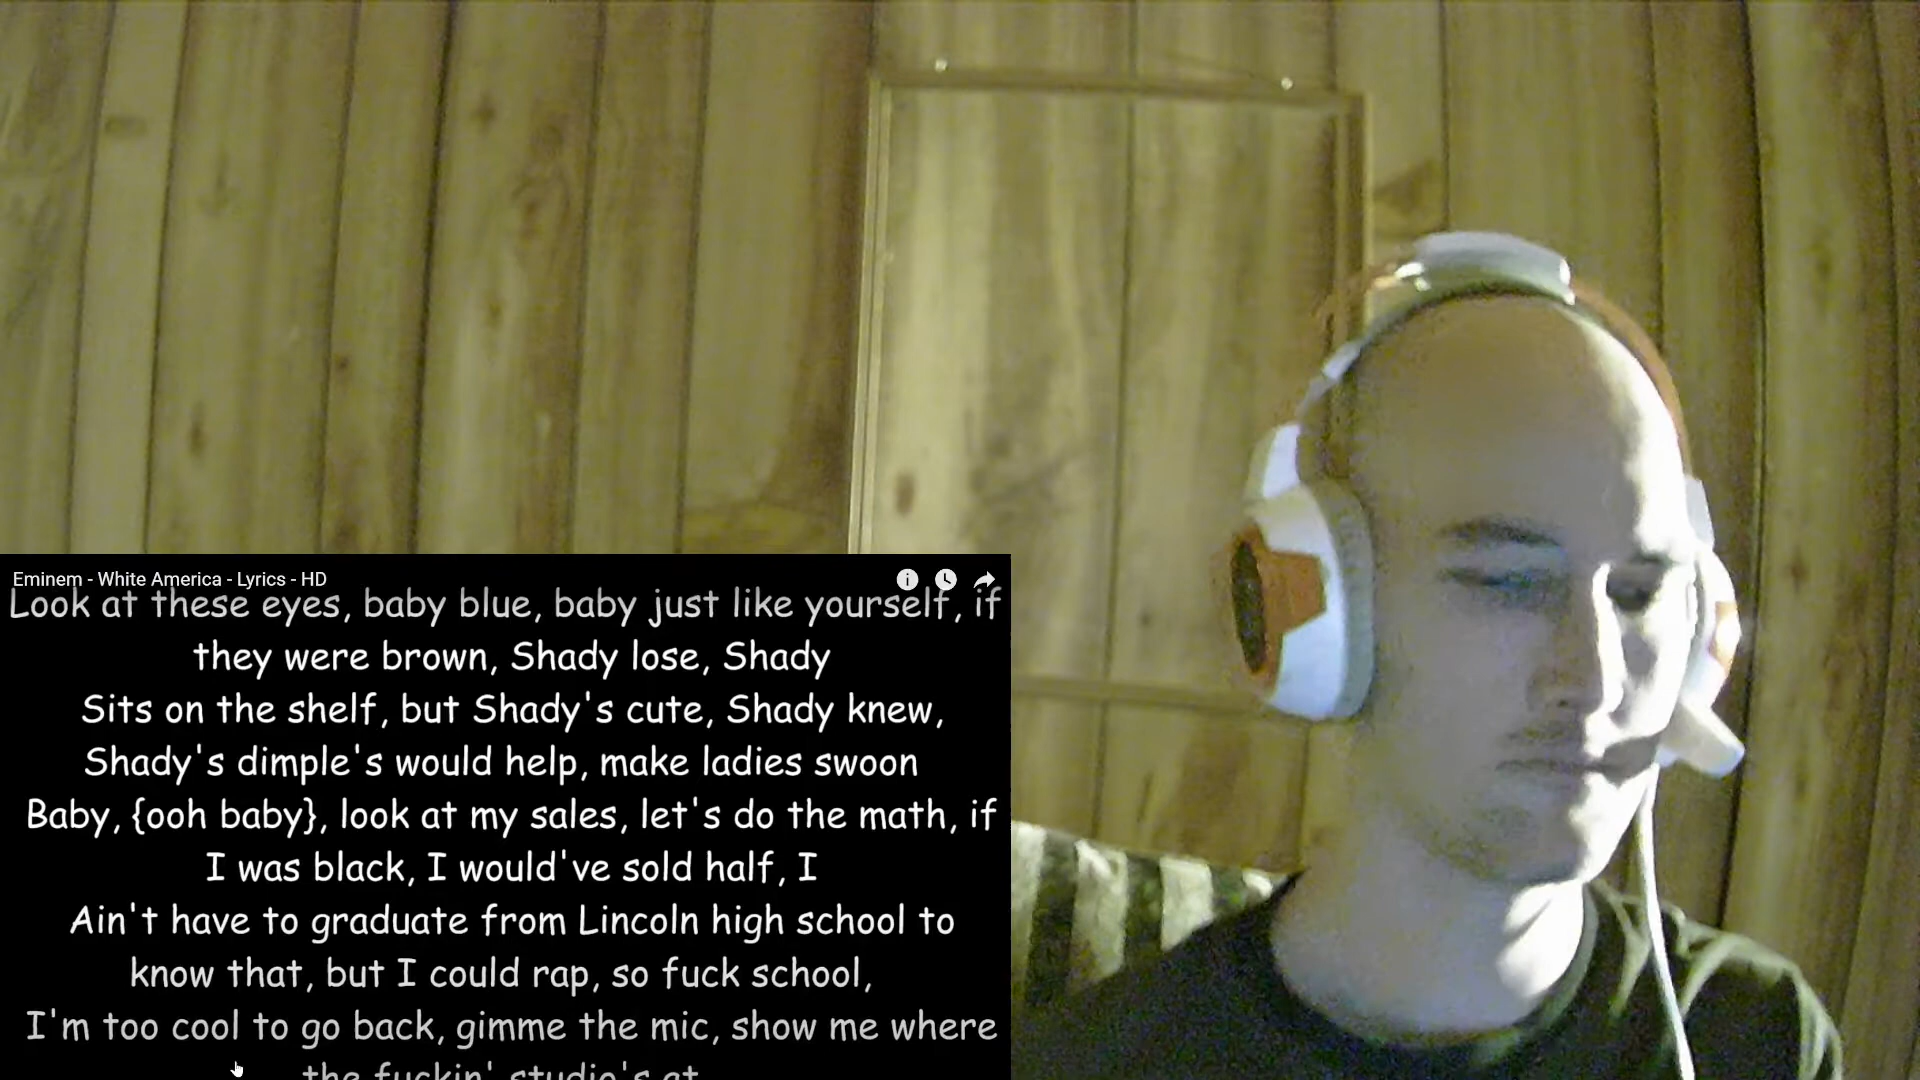 Eminem - White America - Lyrics - HD
Look at these eyes, baby blue, baby just like yourself, if
they were brown, Shady lose, Shady
Sits on the shelf, but Shady's cute, Shady knew,
Shady's dimple's would help, make ladies swoon
Baby, {ooh baby}, look at my sales, let's do the math, if
I was black, I would've sold half, I
Ain't have to graduate from Lincoln high school to
know that, but I could rap, so fuck school,
I'm too cool to go back, gimme the mic, show me where
the fuckin' studio's at